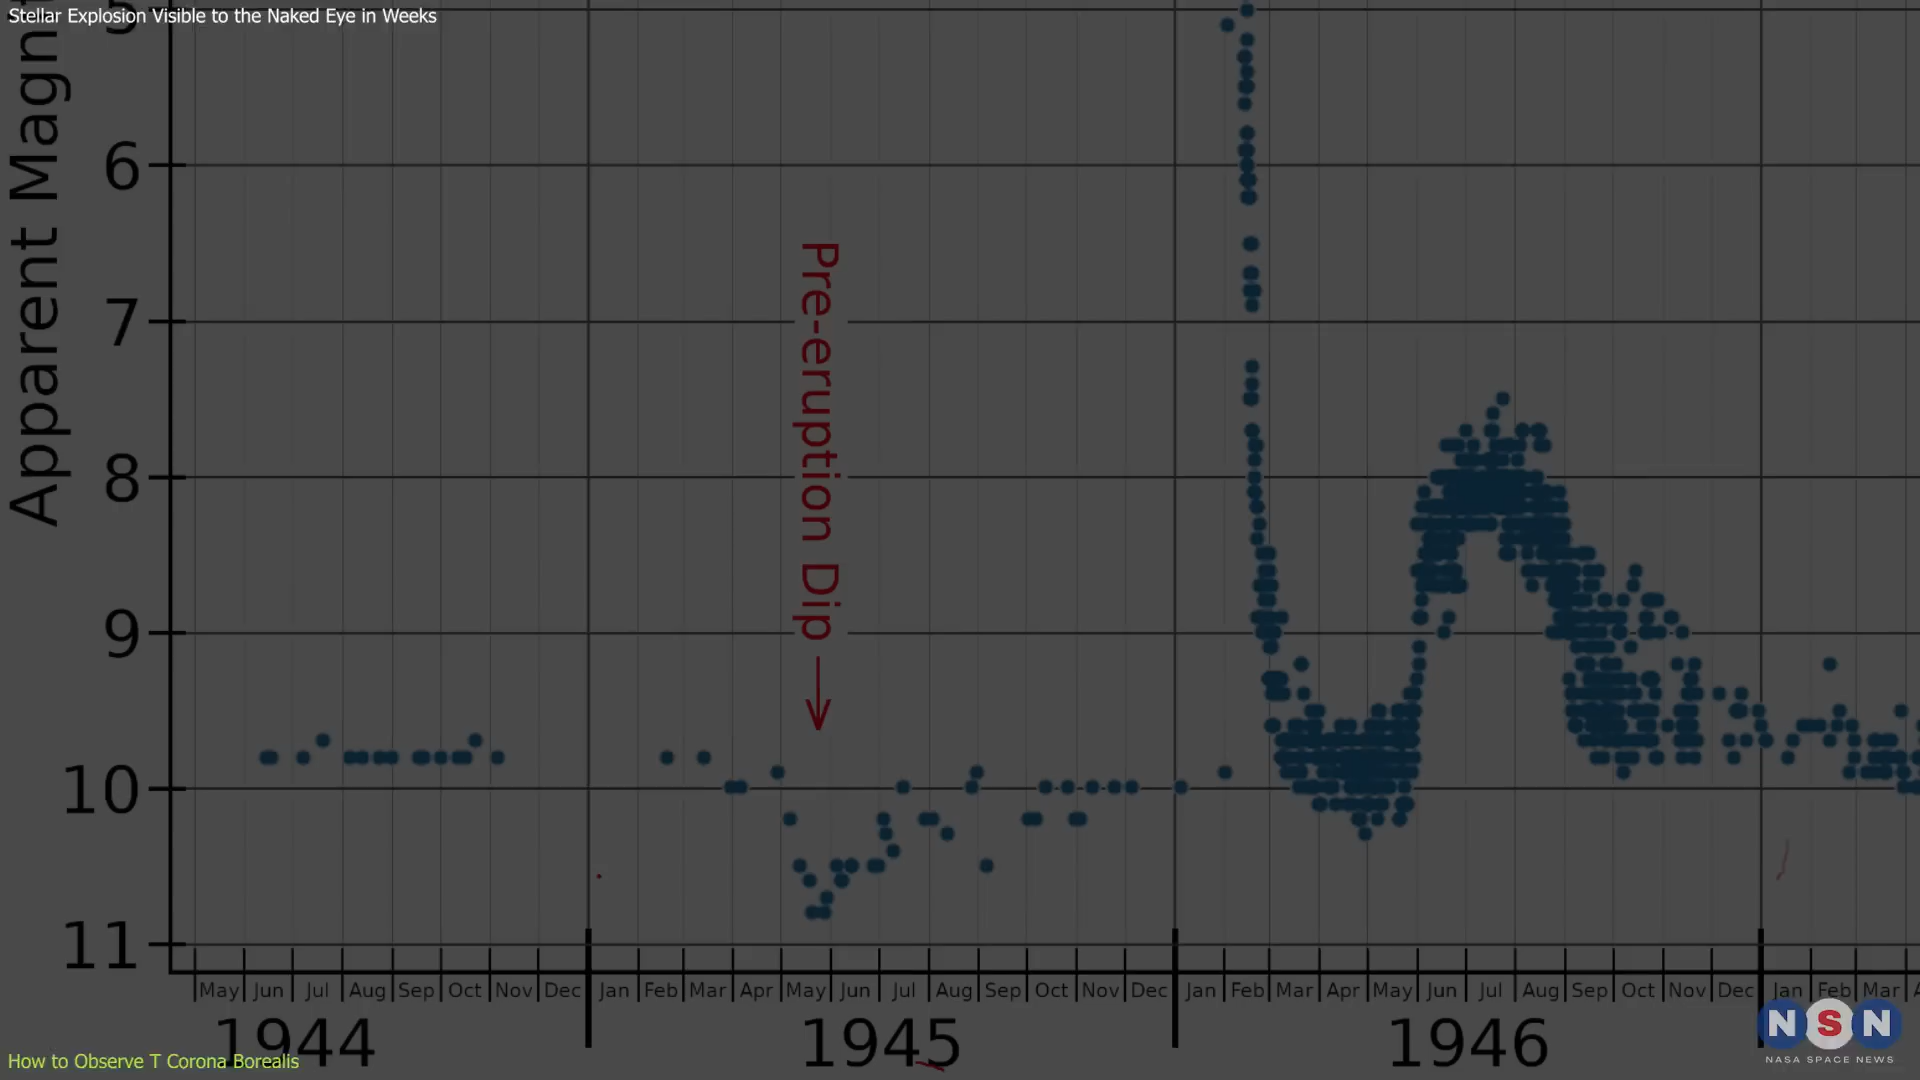 Stellar Explosion Visible to the Naked Eye in Weeks
Apparent Magn
5
6
7
8
9
10
11
Pre-eruption Dip
May Jun Jul Aug Sep Oct Nov Dec Jan Feb Mar Apr May Jun Jul Aug Sep Oct Nov Dec Jan Feb Mar Apr May Jun Jul Aug Sep Oct Nov Dec Jan Feb Mar A
1944 1945 1946
NSN
NASA SPACE NEWS
How to Observe T Corona Borealis